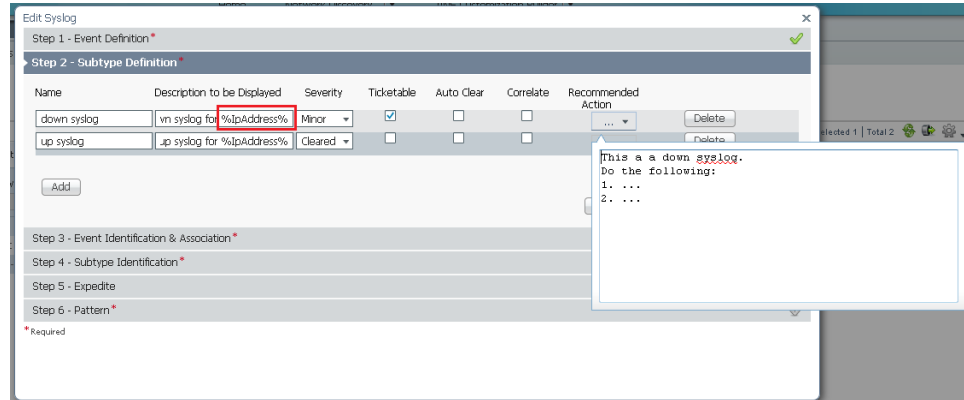 Edit Syslog x
Step 1 - Event Definition*
Step 2 - Subtype Definition*
Name Description to be Displayed Severity Ticketable Auto Clear Correlate Recommended Action
down syslog vn syslog for %IpAddress% Minor ... Delete
up syslog up syslog for %IpAddress% Cleared Delete
elected 1 | Total 2
This a a down syslog.
Do the following:
1. ...
2. ...
Add
Step 3 - Event Identification & Association*
Step 4 - Subtype Identification*
Step 5 - Expedite
Step 6 - Pattern*
*Required